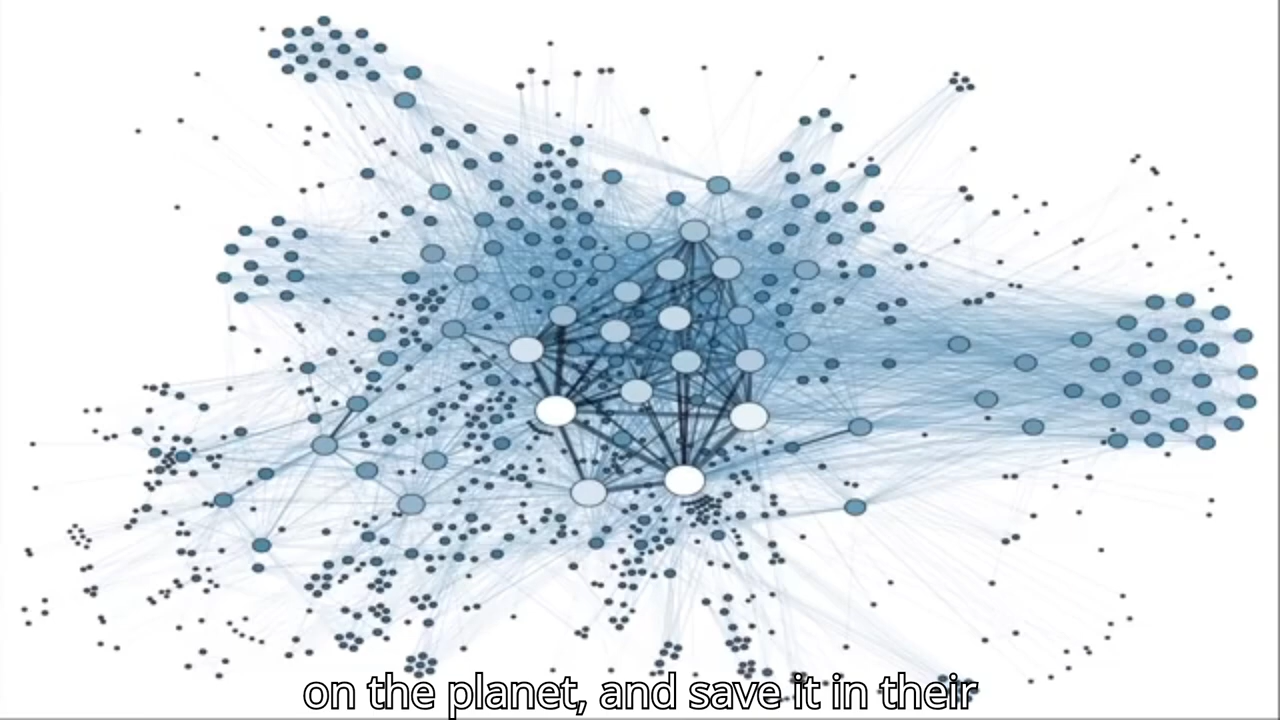 on the planet, and save it in their